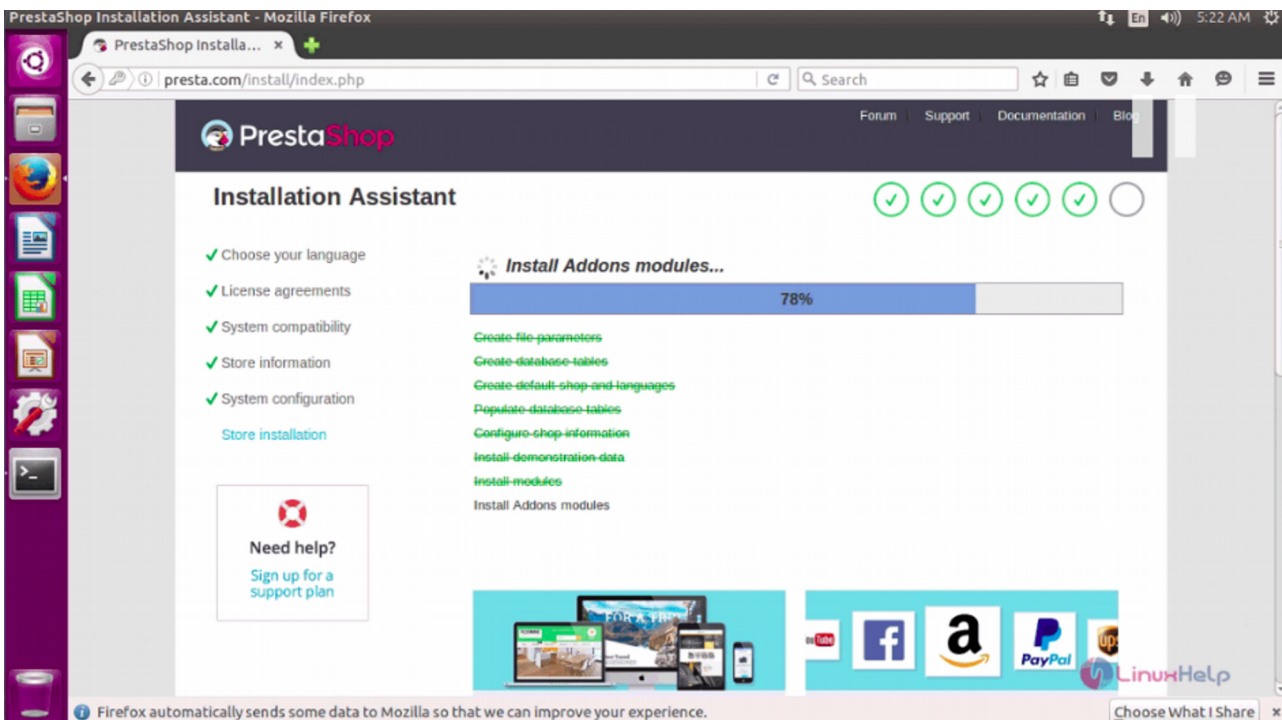 PrestaShop Installation Assistant - Mozilla Firefox
En
5:22 AM
PrestaShop Installa... ×
presta.com/install/index.php
Search
PrestaShop
Forum
Support
Documentation
Blog
Installation Assistant
Choose your language
License agreements
System compatibility
Store information
System configuration
Store installation
Need help?
Sign up for a
support plan
Install Addons modules...
78%
Create file parameters
Create database tables
Create default shop and languages
Populate database tables
Configure shop information
Install demonstration data
Install modules
Install Addons modules
FOR A
Tube
f
a
PayPal
ups
LinuxHelp
Firefox automatically sends some data to Mozilla so that we can improve your experience.
Choose What I Share ×